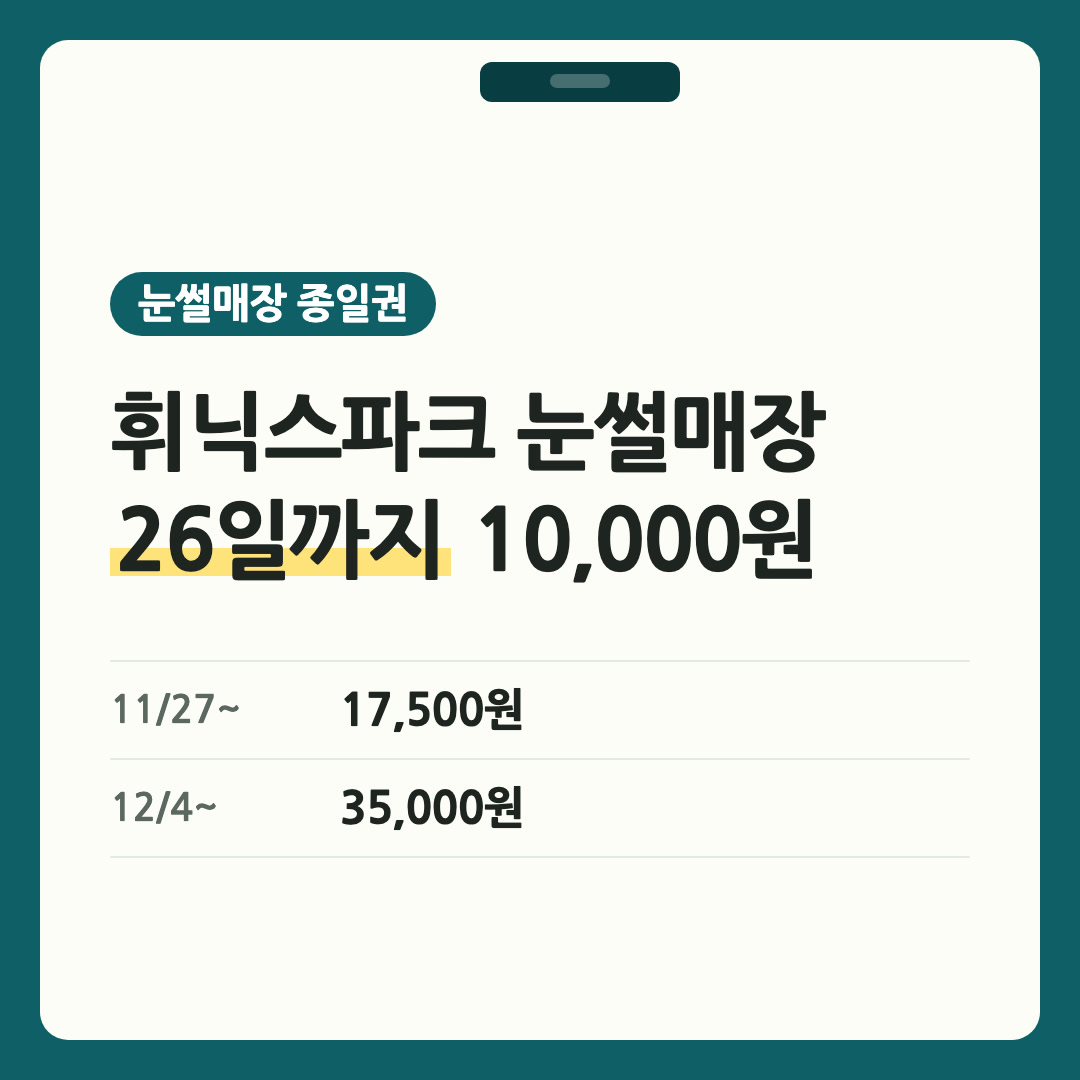 눈썰매장 종일권
휘닉스파크 눈썰매장
26일까지 10,000원
11/27~ 17,500원
12/4~ 35,000원